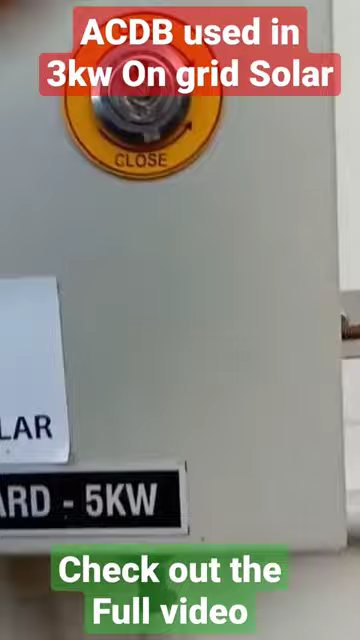 ACDB used in
3kw On grid Solar
CLOSE
LAR
ARD - 5KW
Check out the
Full video